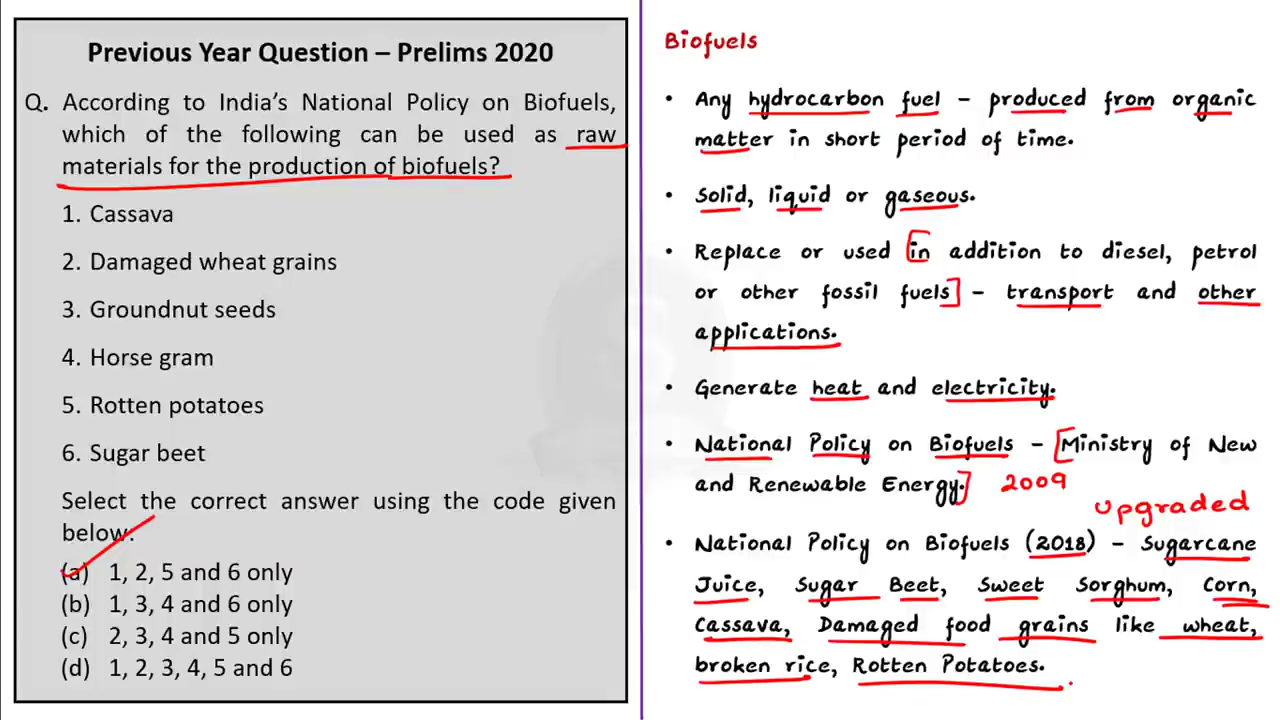 Previous Year Question – Prelims 2020
Q. According to India's National Policy on Biofuels,
which of the following can be used as raw
materials for the production of biofuels?
1. Cassava
2. Damaged wheat grains
3. Groundnut seeds
4. Horse gram
5. Rotten potatoes
6. Sugar beet
Select the correct answer using the code given
below:
(a) 1, 2, 5 and 6 only
(b) 1, 3, 4 and 6 only
(c) 2, 3, 4 and 5 only
(d) 1, 2, 3, 4, 5 and 6
Biofuels
• Any hydrocarbon fuel – produced from organic
matter in short period of time.
• Solid, liquid or gaseous.
• Replace or used in addition to diesel, petrol
or other fossil fuels – transport and other
applications.
• Generate heat and electricity.
• National Policy on Biofuels – [Ministry of New
and Renewable Energy.] 2009
upgraded
• National Policy on Biofuels (2018) – Sugarcane
Juice, Sugar Beet, Sweet Sorghum, Corn,
Cassava, Damaged food grains like wheat,
broken rice, Rotten Potatoes.